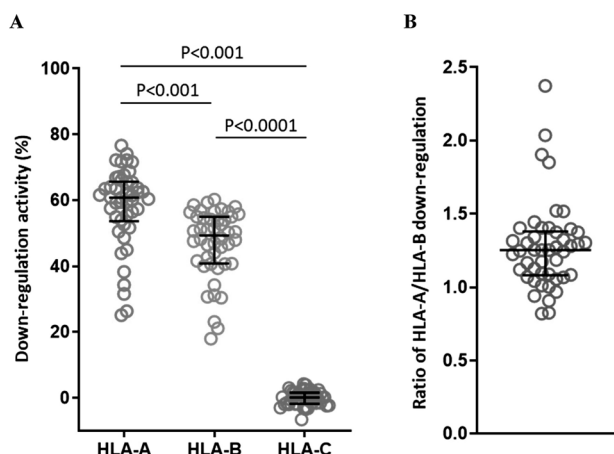 A
B
P<0.001
P<0.001
P<0.0001
Down-regulation activity (%)
100
80
60
40
20
0
HLA-A HLA-B HLA-C
Ratio of HLA-A/HLA-B down-regulation
2.5
2.0
1.5
1.0
0.5
0.0